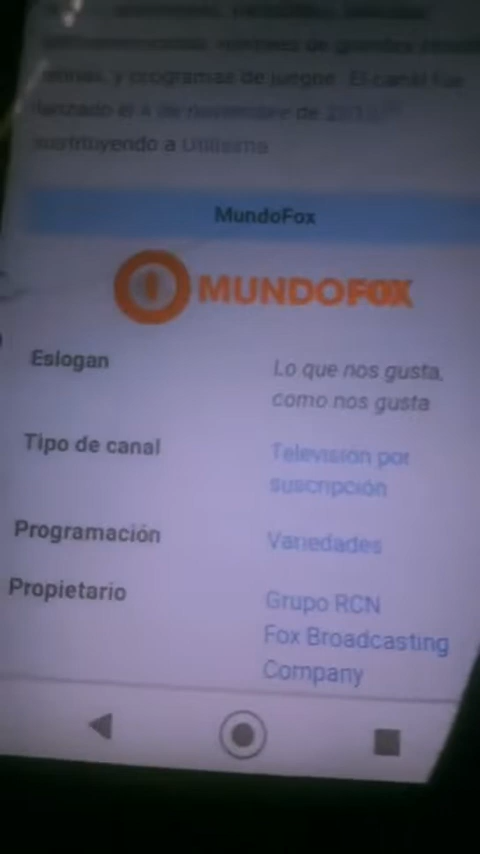 y programas de juegos. El canal fue
lanzado el 4 de noviembre de
sustituyendo a Utilísima
MundoFox
MUNDOFOX
Eslogan
Lo que nos gusta,
como nos gusta
Tipo de canal
Televisión por
suscripción
Programación
Variedades
Propietario
Grupo RCN
Fox Broadcasting
Company